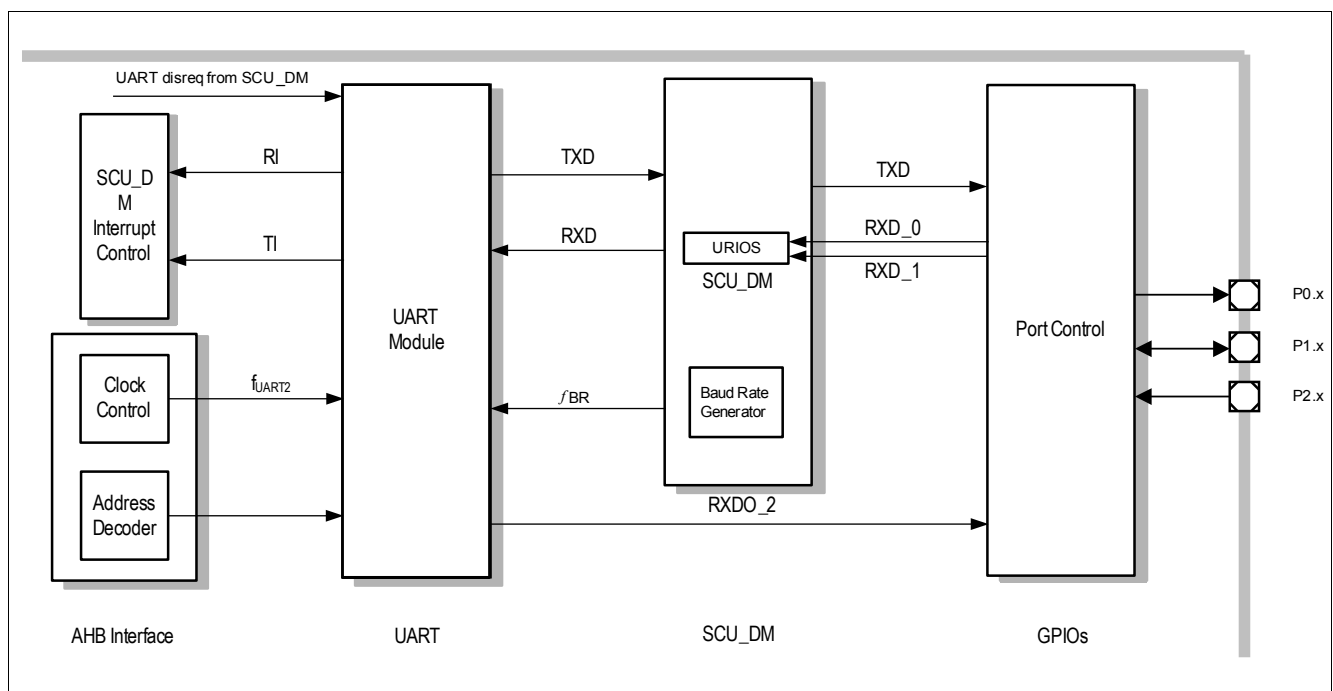 UART disreq from SCU_DM
SCU_D
M
Interrupt
Control
RI
TI
Clock
Control
fUART2
Address
Decoder
UART
Module
TXD
RXD
fBR
URIOS
SCU_DM
Baud Rate
Generator
TXD
RXD_0
RXD_1
RXDO_2
Port Control
P0.x
P1.x
P2.x
AHB Interface
UART
SCU_DM
GPIOs